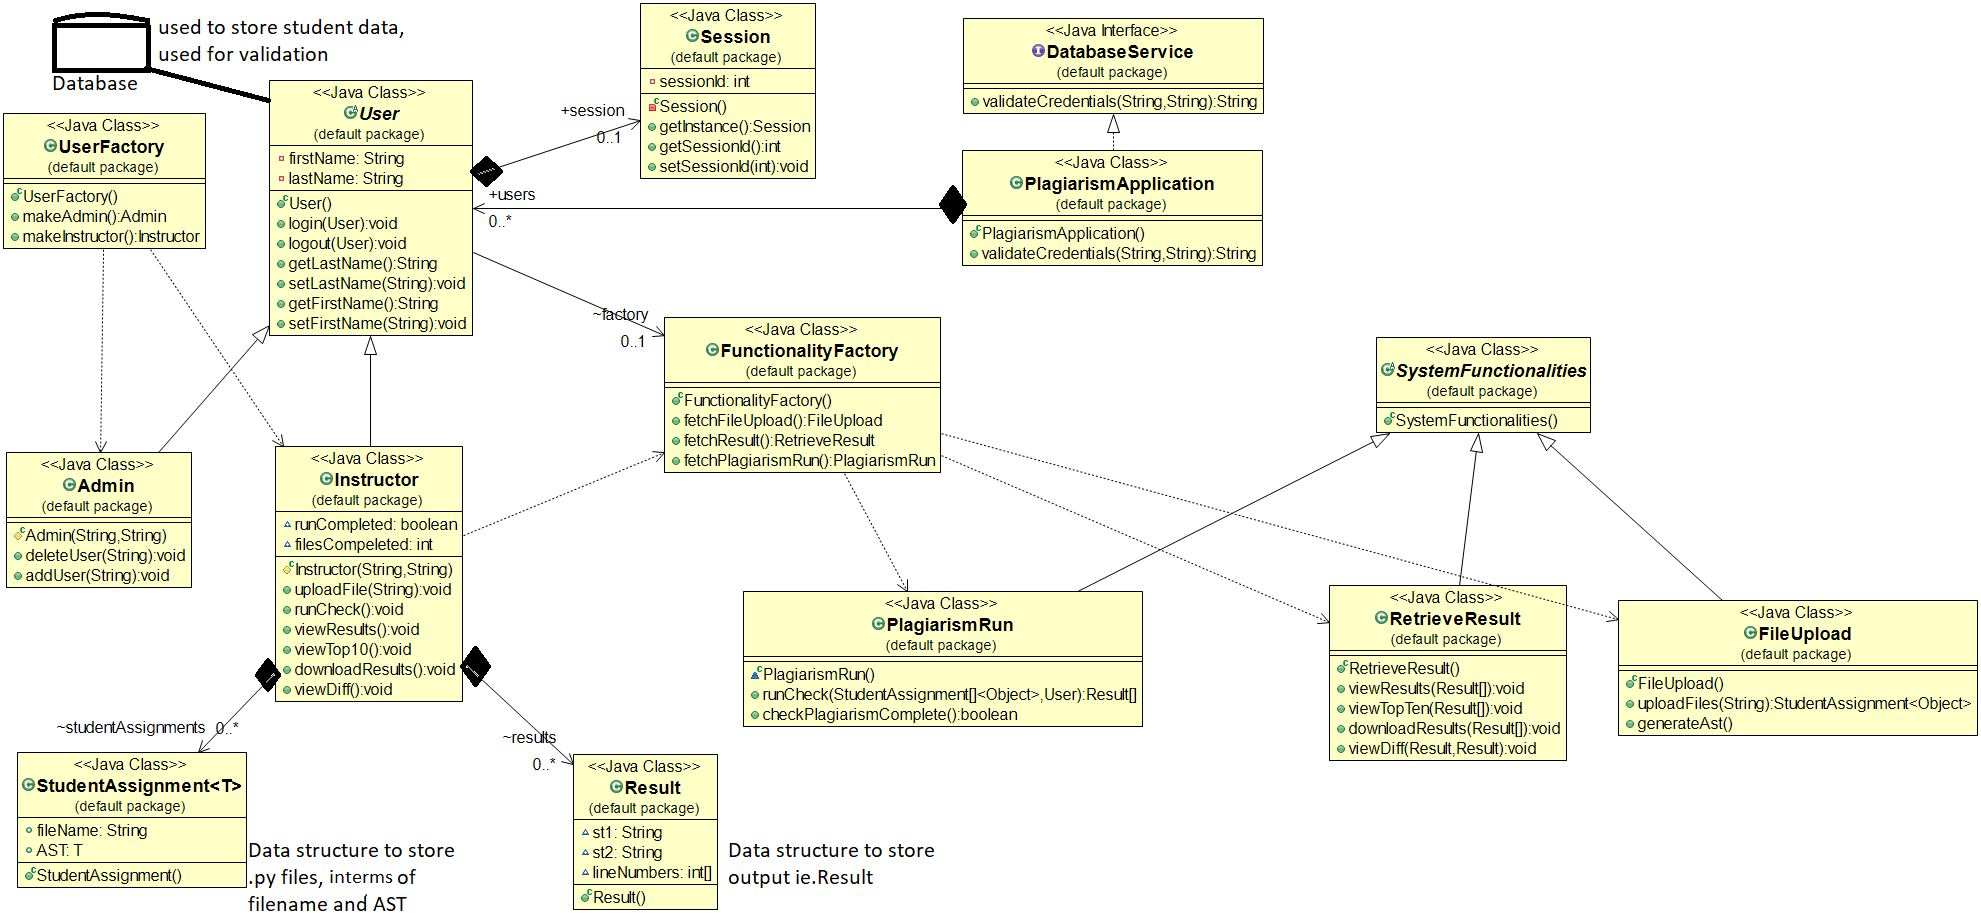 used to store student data,
used for validation
Database
<<Java Class>>
UserFactory
(default package)
UserFactory()
makeAdmin():Admin
makeInstructor():Instructor
<<Java Class>>
User
(default package)
firstName: String
lastName: String
User()
login(User):void
logout(User):void
getLastName():String
setLastName(String):void
getFirstName():String
setFirstName(String):void
+session
0..1
<<Java Class>>
Session
(default package)
sessionId: int
Session()
getInstance():Session
getSessionId():int
setSessionId(int):void
<<Java Interface>>
DatabaseService
(default package)
validateCredentials(String,String):String
+users
0..*
<<Java Class>>
PlagiarismApplication
(default package)
PlagiarismApplication()
validateCredentials(String,String):String
~factory
0..1
<<Java Class>>
FunctionalityFactory
(default package)
FunctionalityFactory()
fetchFileUpload():FileUpload
fetchResult():RetrieveResult
fetchPlagiarismRun():PlagiarismRun
<<Java Class>>
SystemFunctionalities
(default package)
SystemFunctionalities()
<<Java Class>>
Admin
(default package)
Admin(String,String)
deleteUser(String):void
addUser(String):void
<<Java Class>>
Instructor
(default package)
runCompleted: boolean
filesCompeleted: int
Instructor(String,String)
uploadFile(String):void
runCheck():void
viewResults():void
viewTop10():void
downloadResults():void
viewDiff():void
<<Java Class>>
PlagiarismRun
(default package)
PlagiarismRun()
runCheck(StudentAssignment[]<Object>,User):Result[]
checkPlagiarismComplete():boolean
<<Java Class>>
RetrieveResult
(default package)
RetrieveResult()
viewResults(Result[]):void
viewTopTen(Result[]):void
downloadResults(Result[]):void
viewDiff(Result,Result):void
<<Java Class>>
FileUpload
(default package)
FileUpload()
uploadFiles(String):StudentAssignment<Object>
generateAst()
~studentAssignments
0..*
<<Java Class>>
StudentAssignment<T>
(default package)
fileName: String
AST: T
StudentAssignment()
Data structure to store
.py files, interms of
filename and AST
~results
0..*
<<Java Class>>
Result
(default package)
st1: String
st2: String
lineNumbers: int[]
Result()
Data structure to store
output ie.Result